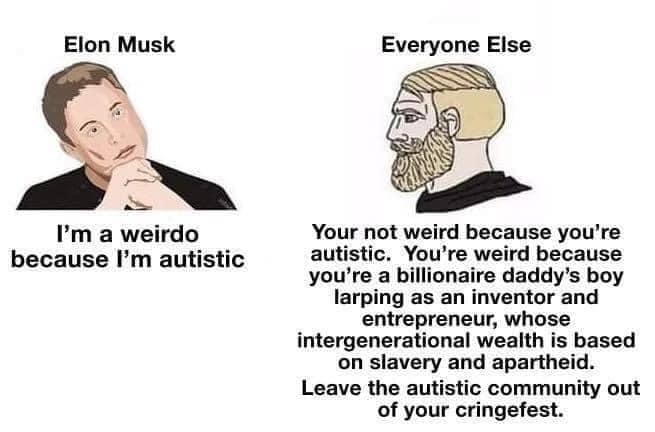 Elon Musk
Everyone Else
I'm a weirdo
because I'm autistic
Your not weird because you're
autistic. You're weird because
you're a billionaire daddy's boy
larping as an inventor and
entrepreneur, whose
intergenerational wealth is based
on slavery and apartheid.
Leave the autistic community out
of your cringefest.